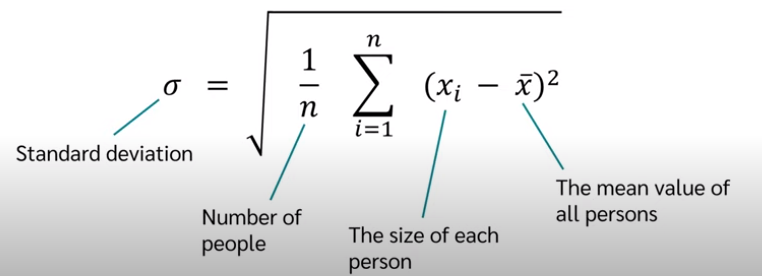 σ = √ 1/n ∑ i=1 n (xᵢ − x̄)²
Standard deviation
Number of
people
The size of each
person
The mean value of
all persons